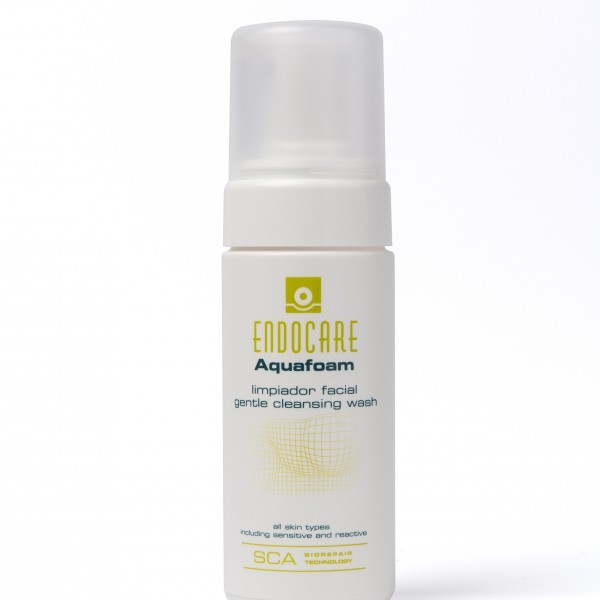 ENDOCARE
Aquafoam
limpiador facial
gentle cleansing wash
all skin types
including sensitive and reactive
SCA BIOREPAIR
TECHNOLOGY